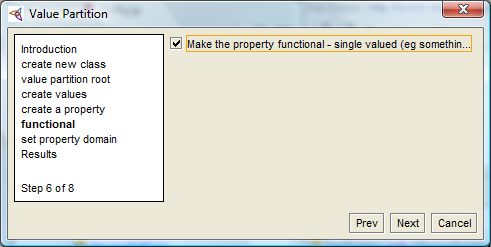 Value Partition
Introduction
create new class
value partition root
create values
create a property
functional
set property domain
Results
Step 6 of 8
Make the property functional - single valued (eg somethin...
Prev
Next
Cancel